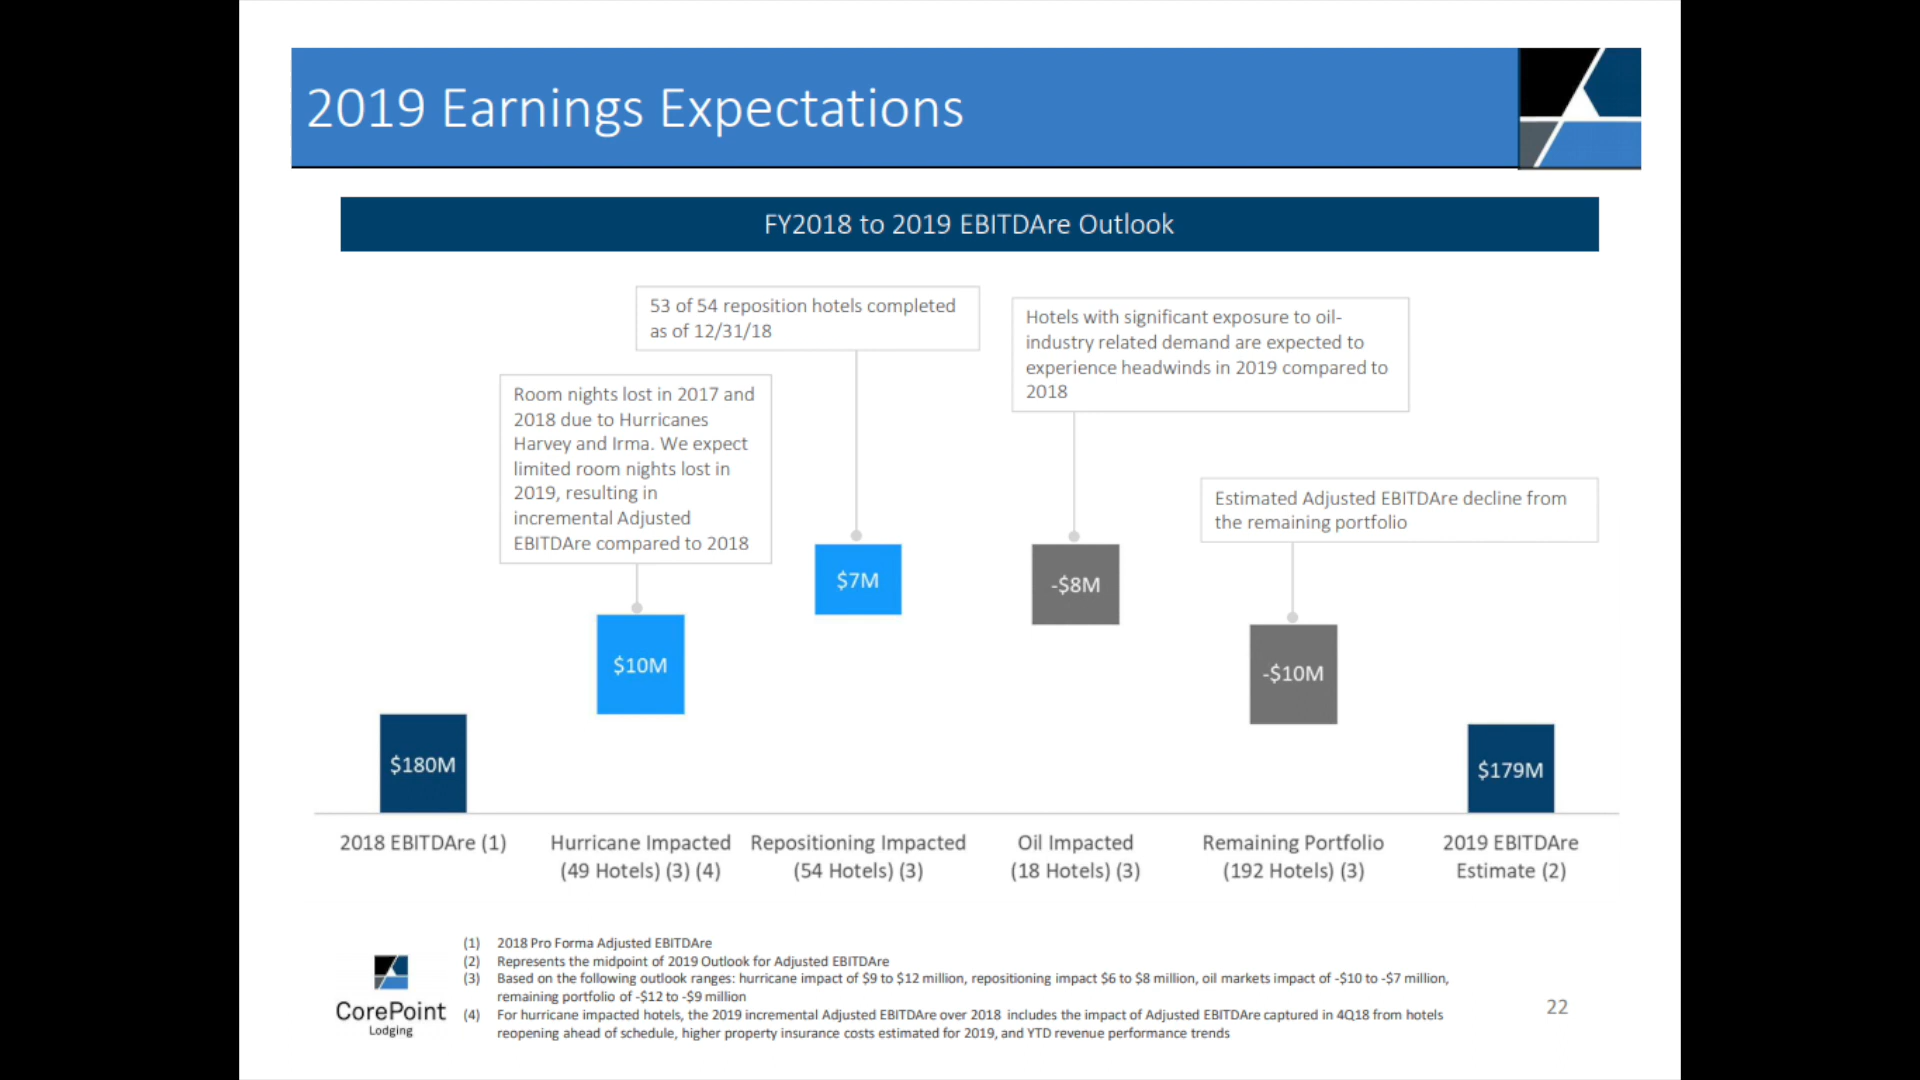 2019 Earnings Expectations
FY2018 to 2019 EBITDAre Outlook
53 of 54 reposition hotels completed
as of 12/31/18
Hotels with significant exposure to oil-
industry related demand are expected to
experience headwinds in 2019 compared to
2018
Room nights lost in 2017 and
2018 due to Hurricanes
Harvey and Irma. We expect
limited room nights lost in
2019, resulting in
incremental Adjusted
EBITDAre compared to 2018
Estimated Adjusted EBITDAre decline from
the remaining portfolio
$180M
$10M
$7M
-$8M
-$10M
$179M
2018 EBITDAre (1)
Hurricane Impacted
(49 Hotels) (3) (4)
Repositioning Impacted
(54 Hotels) (3)
Oil Impacted
(18 Hotels) (3)
Remaining Portfolio
(192 Hotels) (3)
2019 EBITDAre
Estimate (2)
(1) 2018 Pro Forma Adjusted EBITDAre
(2) Represents the midpoint of 2019 Outlook for Adjusted EBITDAre
(3) Based on the following outlook ranges: hurricane impact of $9 to $12 million, repositioning impact $6 to $8 million, oil markets impact of -$10 to -$7 million,
remaining portfolio of -$12 to -$9 million
(4) For hurricane impacted hotels, the 2019 incremental Adjusted EBITDAre over 2018 includes the impact of Adjusted EBITDAre captured in 4Q18 from hotels
reopening ahead of schedule, higher property insurance costs estimated for 2019, and YTD revenue performance trends
CorePoint
Lodging
22